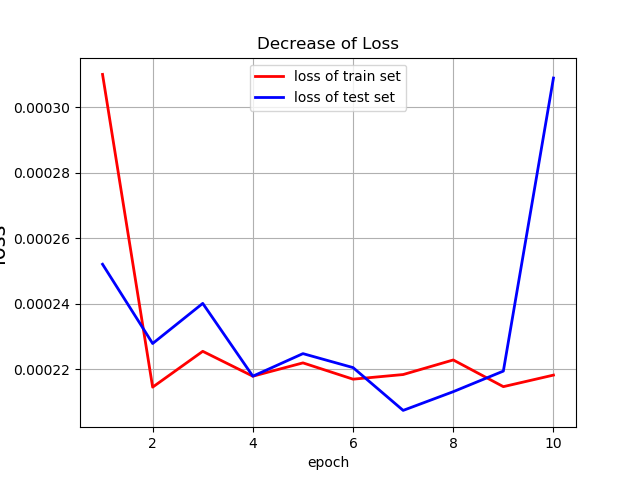 Decrease of Loss
loss of train set
loss of test set
0.00030
0.00028
0.00026
0.00024
0.00022
loss
2 4 6 8 10
epoch